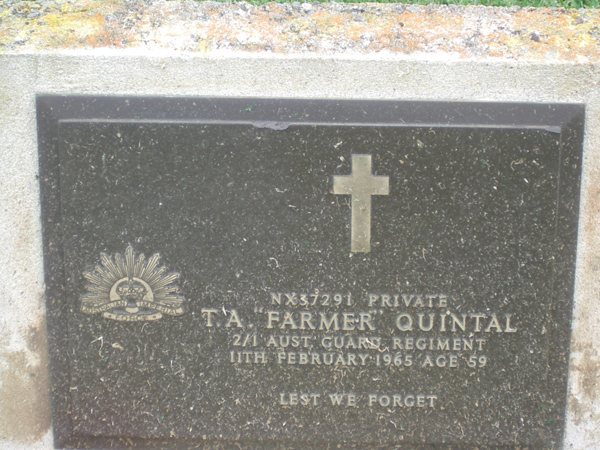 NX37291 PRIVATE
T.A. "FARMER" QUINTAL
2/1 AUST. GUARD REGIMENT
11TH FEBRUARY 1965 AGE 59
LEST WE FORGET